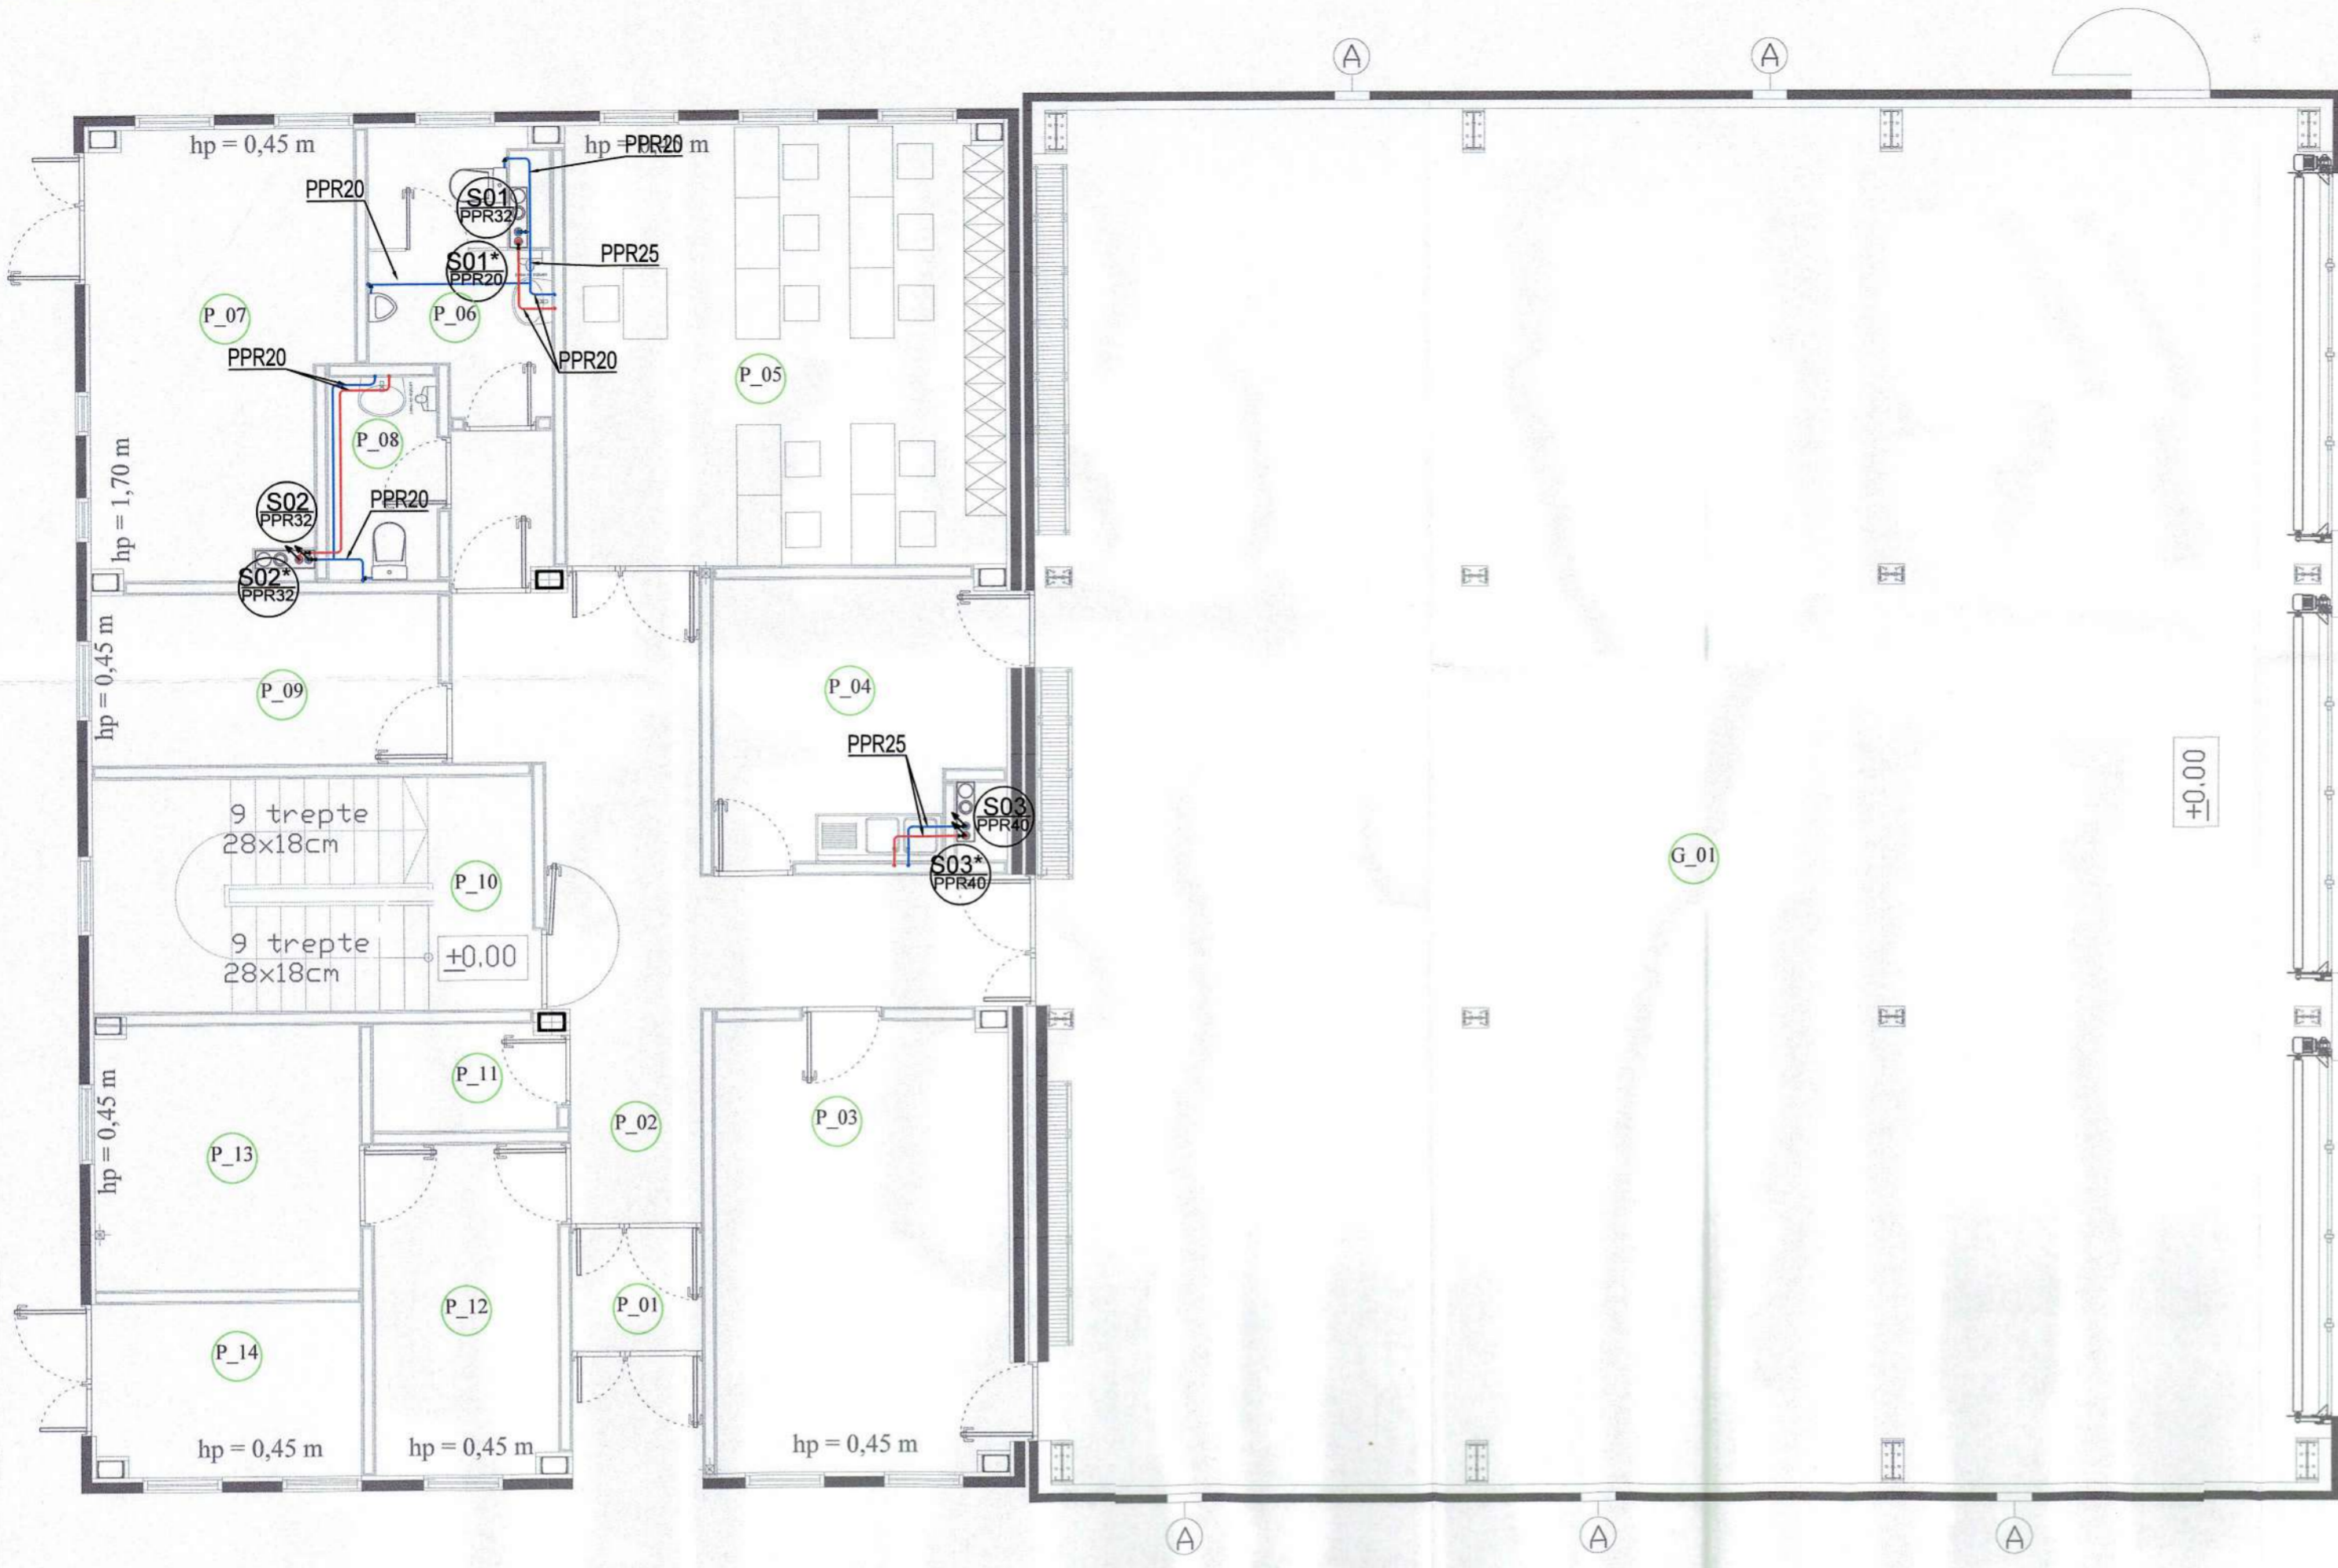 A
A
hp = 0,45 m
hp =
m
PPR20
PPR20
S01
PPR32
S01*
PPR20
PPR25
P_07
P_06
PPR20
PPR20
P_05
P_08
hp = 1,70 m
S02
PPR32
PPR20
S02*
PPR32
hp = 0,45 m
P_09
P_04
PPR25
±0.00
9 trepte
28x18cm
S03
PPR40
S03*
PPR40
G_01
P_10
9 trepte
28x18cm
±0.00
P_11
hp = 0,45 m
P_02
P_03
P_13
P_12
P_01
P_14
hp = 0,45 m
hp = 0,45 m
hp = 0,45 m
A
A
A